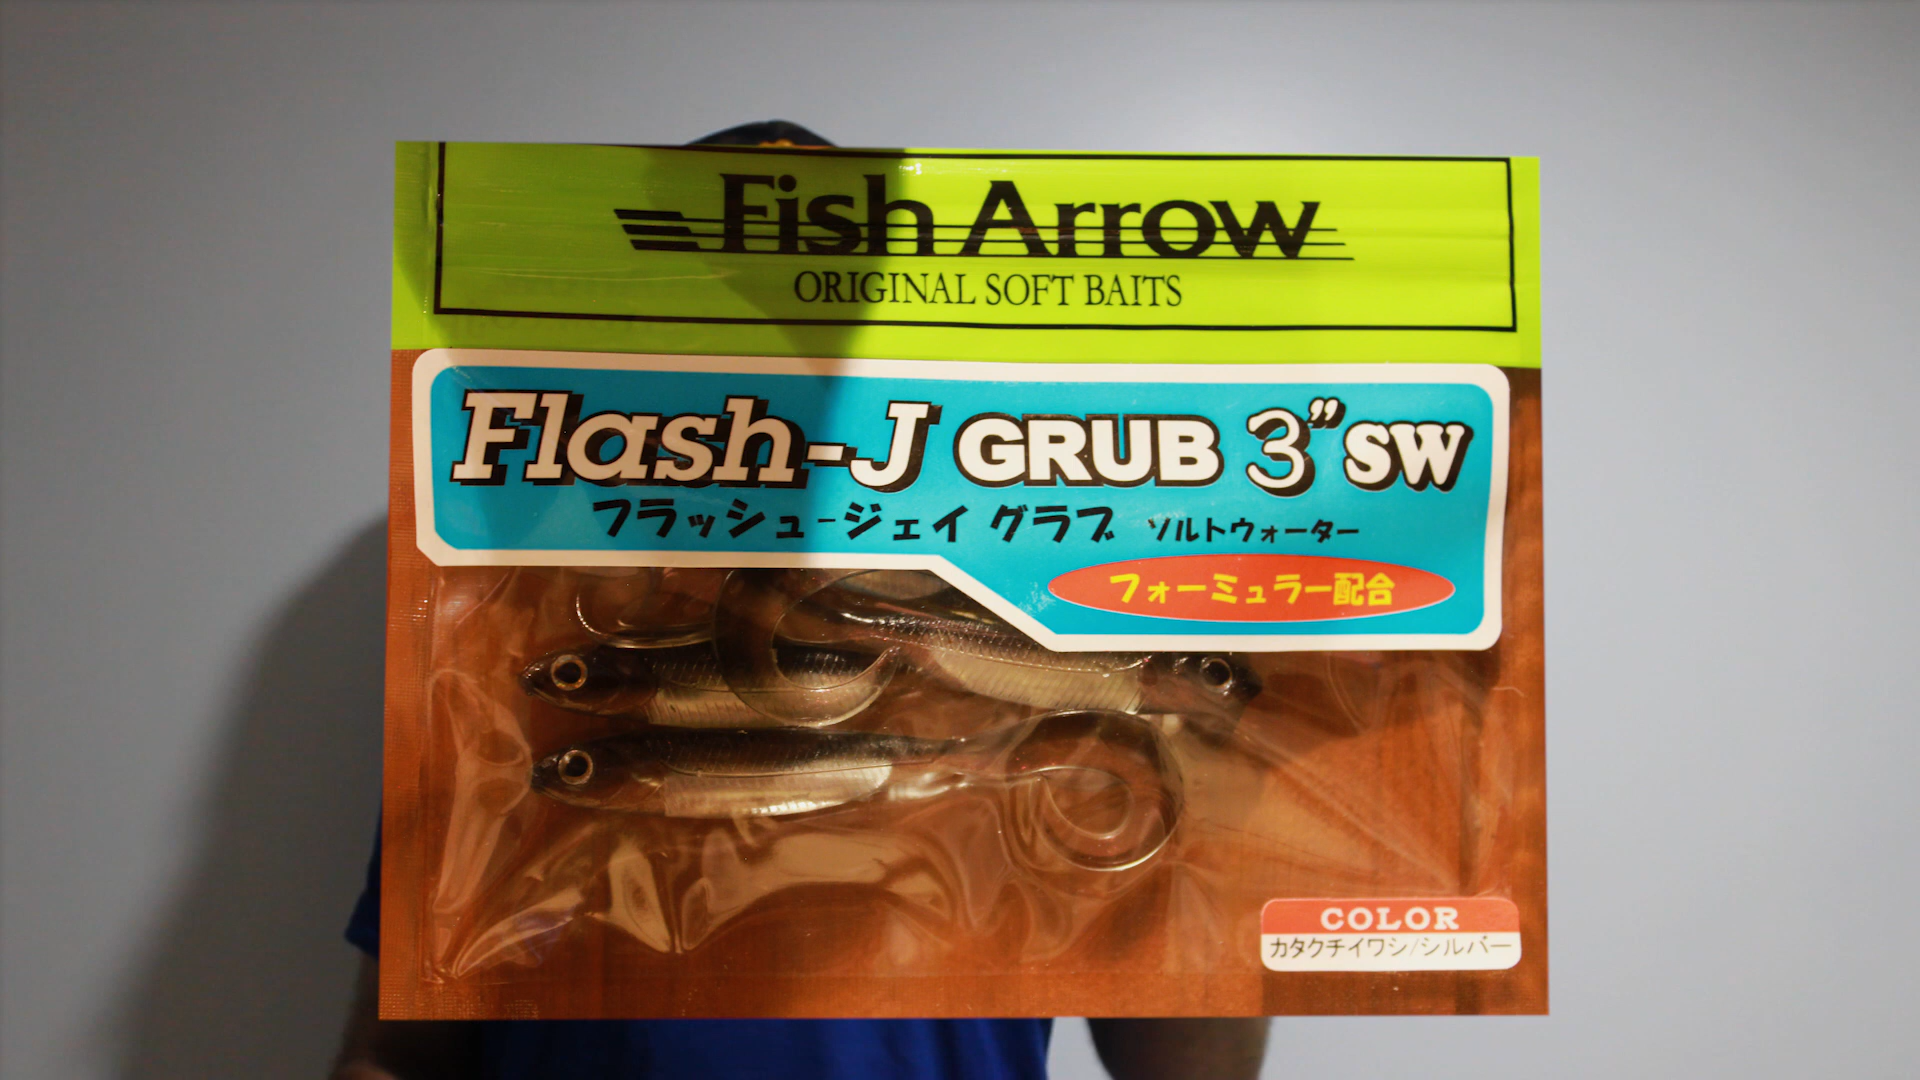 Fish Arrow
ORIGINAL SOFT BAITS
Flash-J GRUB 3"SW
フラッシュ-ジェイ グラブ ソルトウォーター
フォーミュラー配合
COLOR
カタクチイワシ/シルバー